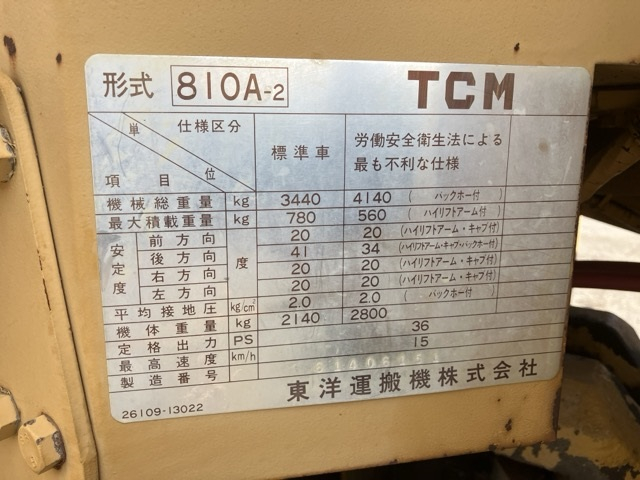 形式 810A-2 TCM
単位 仕様区分 項目 標準車 労働安全衛生法による
最も不利な仕様
機械総重量 kg 3440 4140 (バックホー付)
最大積載重量 kg 780 560 (ハイリフトアーム付)
安定度 前方向 度 20 20 (ハイリフトアーム・キャブ付)
後方向 41 34 (ハイリフトアーム・キャブ・バックホー付)
右方向 20 20 (ハイリフトアーム・キャブ付)
左方向 20 20 (ハイリフトアーム・キャブ付)
平均接地圧 kg/cm² 2.0 2.0 (バックホー付)
機体重量 kg 2140 2800
定格出力 PS 36
最高速度 km/h 15
製造番号
東洋運搬機株式会社
26109-13022